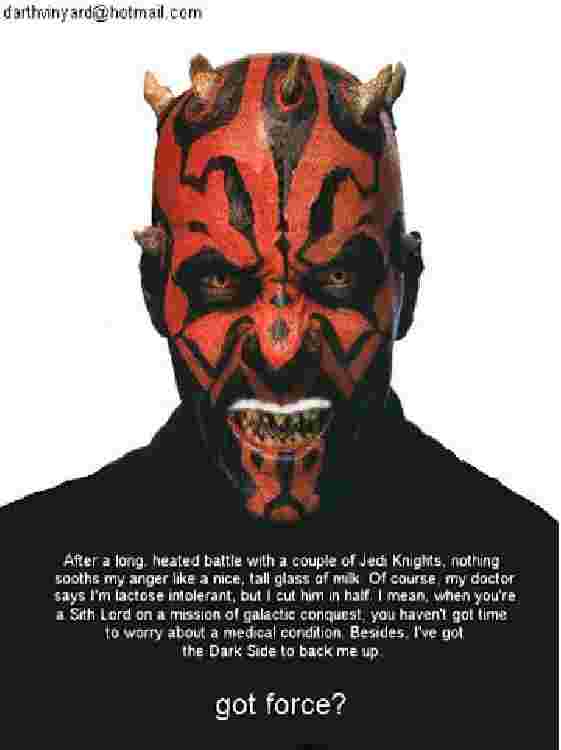 darthvinyard@hotmail.com
After a long, heated battle with a couple of Jedi Knights, nothing
sooths my anger like a nice, tall glass of milk. Of course, my doctor
says I'm lactose intolerant, but I cut him in half. I mean, when you're
a Sith Lord on a mission of galactic conquest, you haven't got time
to worry about a medical condition. Besides, I've got
the Dark Side to back me up.
got force?